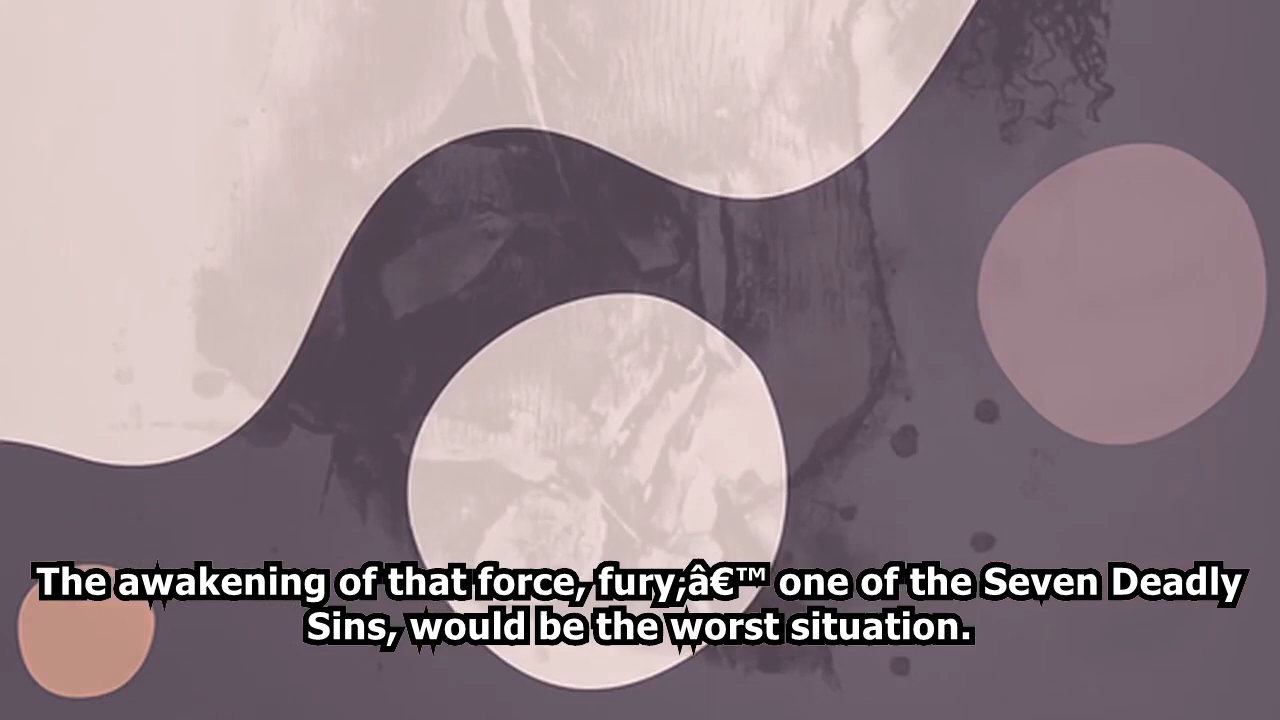 The awakening of that force, fury;â€™ one of the Seven Deadly
Sins, would be the worst situation.